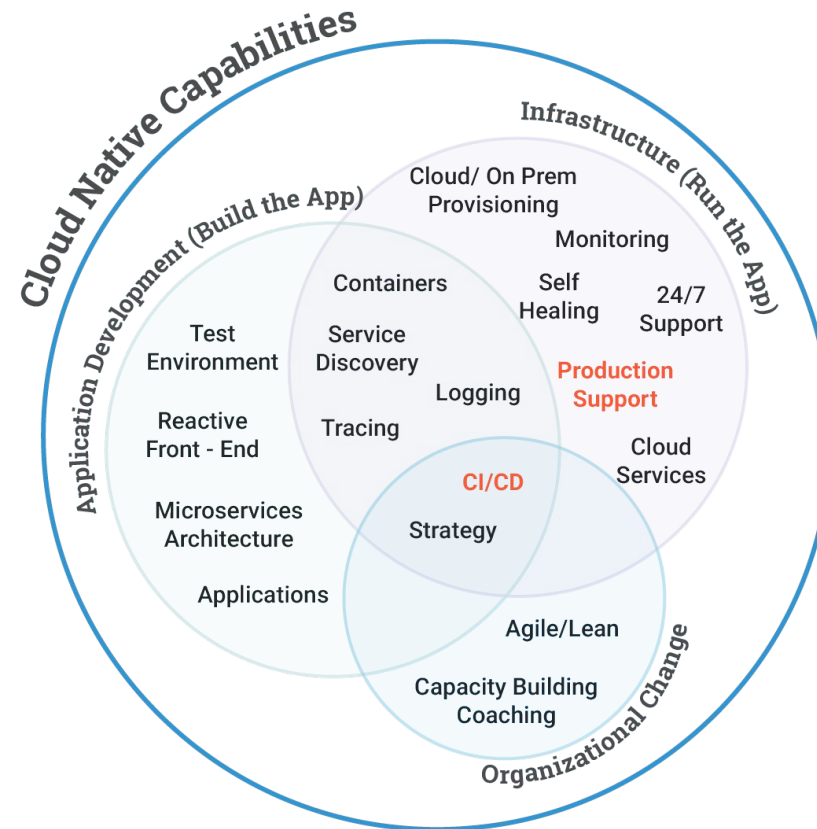 Cloud Native Capabilities
Infrastructure (Run the App)
Application Development (Build the App)
Cloud/ On Prem
Provisioning
Monitoring
Containers
Self
Healing
24/7
Support
Test
Environment
Service
Discovery
Production
Support
Logging
Reactive
Front - End
Tracing
Cloud
Services
CI/CD
Microservices
Architecture
Strategy
Applications
Agile/Lean
Capacity Building
Coaching
Organizational Change